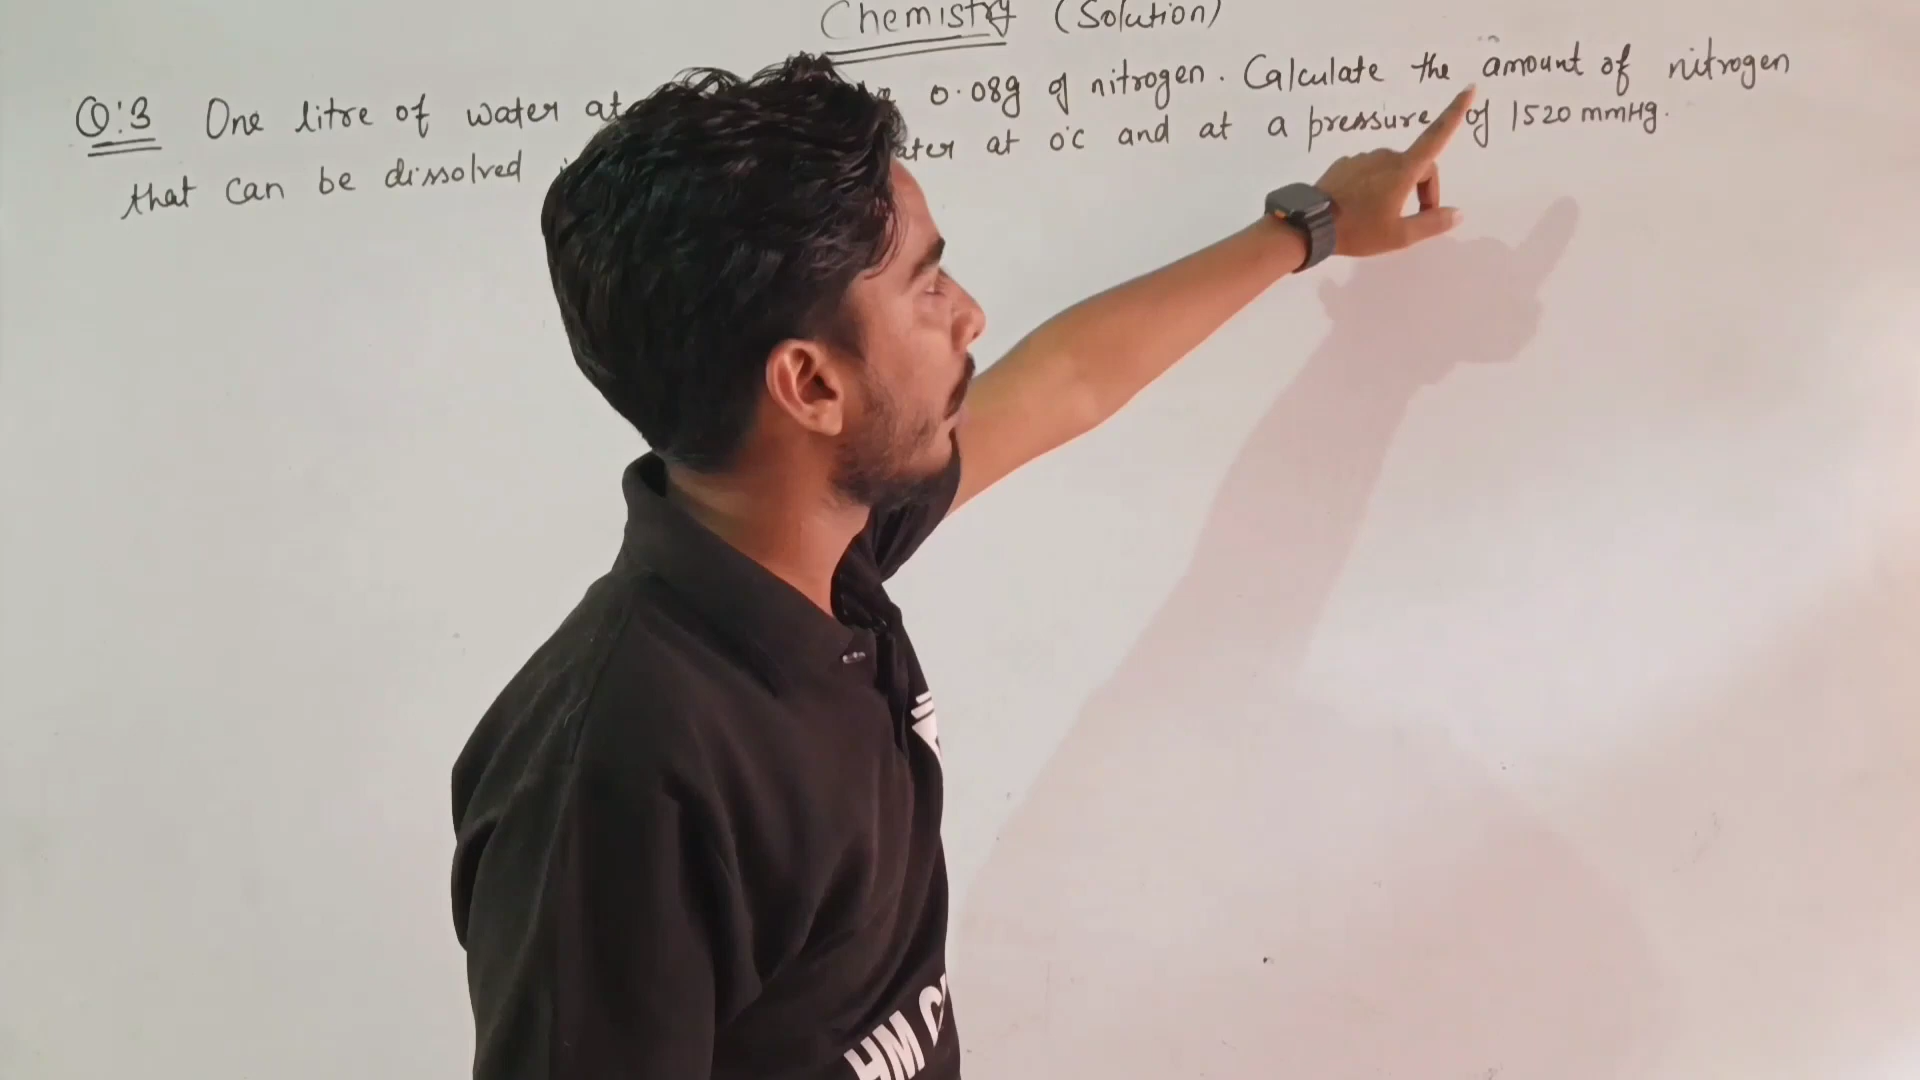 Chemistry (Solution)
Q:3 One litre of water at 0.08g of nitrogen. Calculate the amount of nitrogen
that can be dissolved at 0°c and at a pressure of 1520 mmHg.
HM